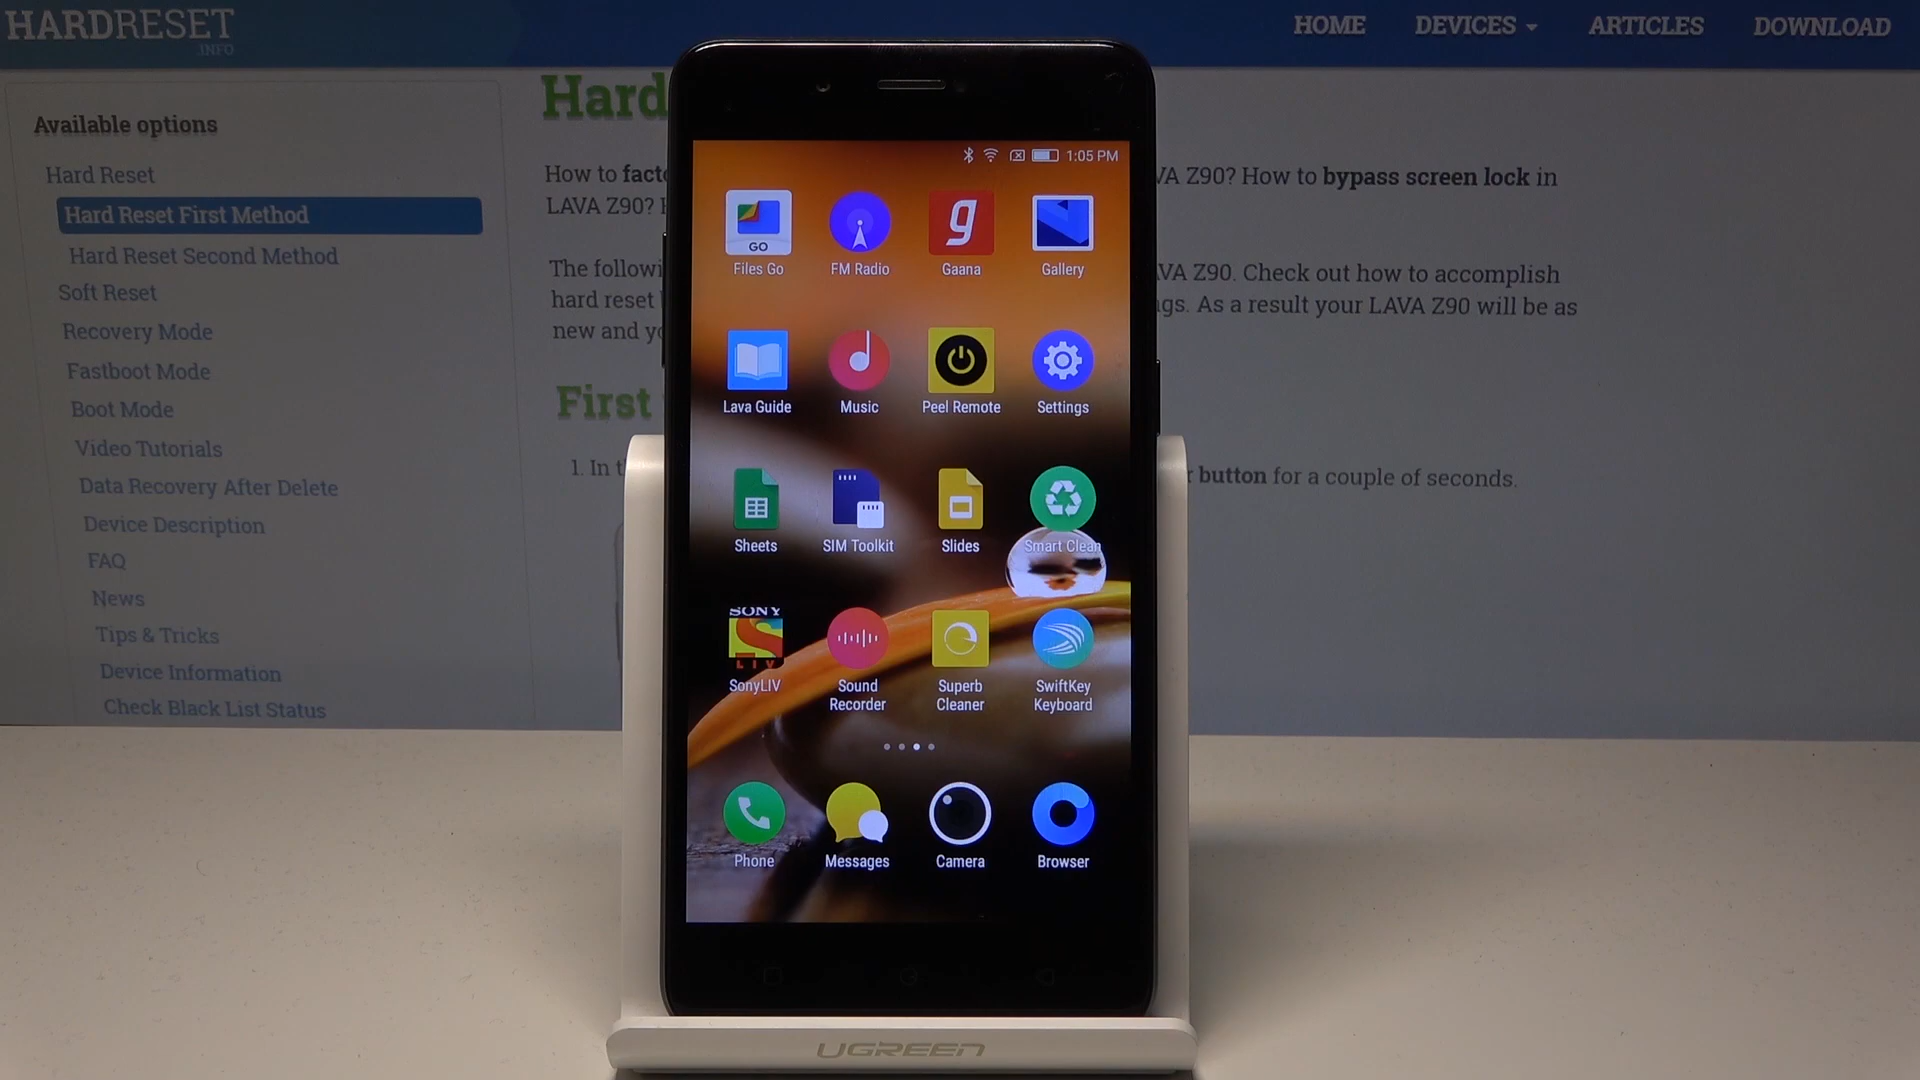 HARDRESET
.INFO
HOME DEVICES ARTICLES DOWNLOAD
Available options
Hard Reset
Hard Reset First Method
Hard Reset Second Method
Soft Reset
Recovery Mode
Fastboot Mode
Boot Mode
Video Tutorials
Data Recovery After Delete
Device Description
FAQ
News
Tips & Tricks
Device Information
Check Black List Status
Hard
How to
VA Z90? How to bypass screen lock in
LAVA Z90?
The
VA Z90. Check out how to accomplish
hard reset
gs. As a result your LAVA Z90 will be as
new and
First
1. In
button for a couple of seconds.
1:05 PM
GO
Files Go
FM Radio
g
Gaana
Gallery
Lava Guide
Music
Peel Remote
Settings
Sheets
SIM Toolkit
Slides
Smart Clean
SONY
LIV
SonyLIV
Sound
Recorder
Superb
Cleaner
SwiftKey
Keyboard
Phone
Messages
Camera
Browser
UGREEN